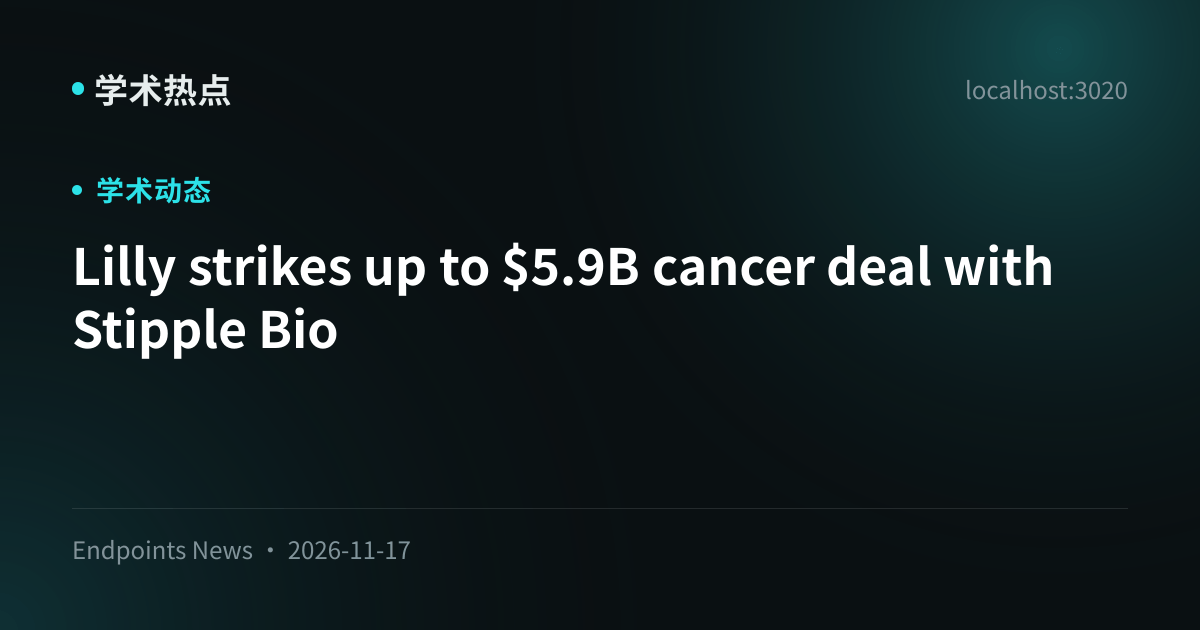 学术热点
localhost:3020
学术动态
Lilly strikes up to $5.9B cancer deal with
Stipple Bio
Endpoints News · 2026-11-17